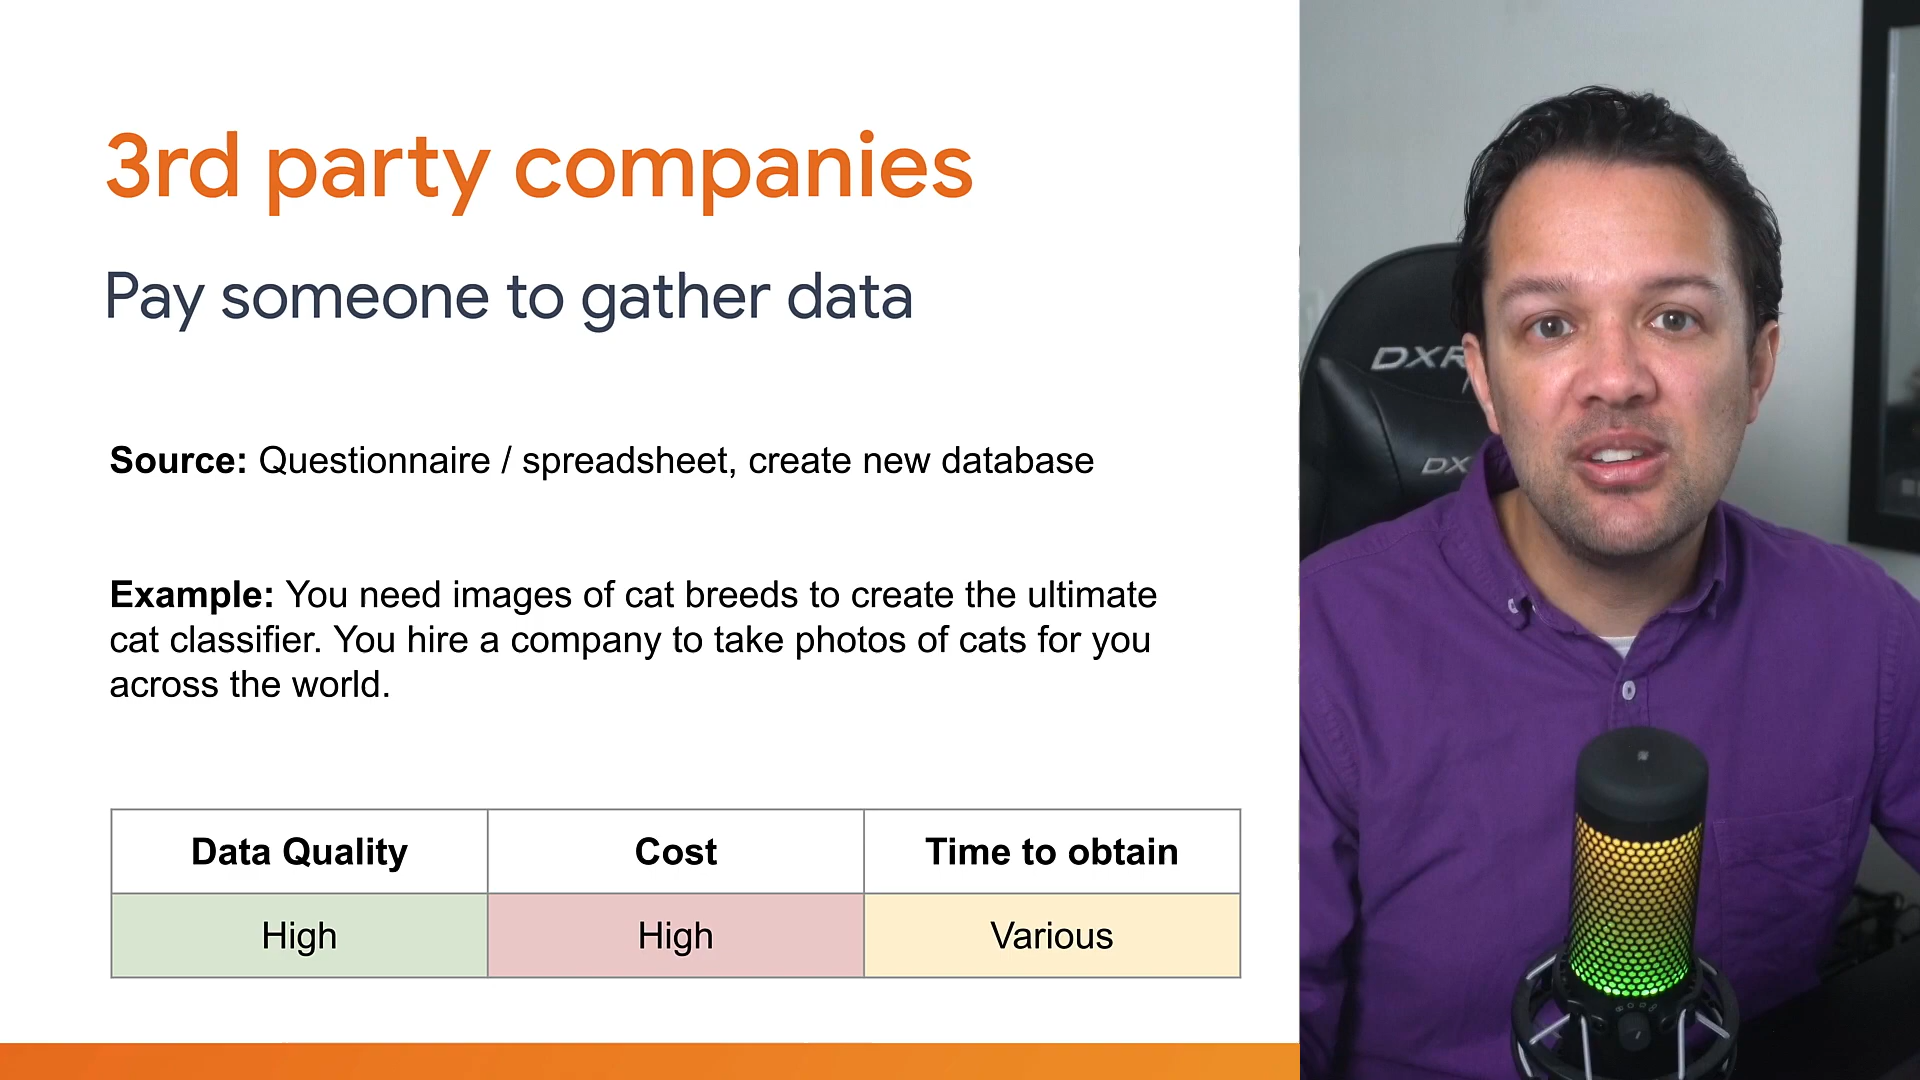 3rd party companies
Pay someone to gather data
Source: Questionnaire / spreadsheet, create new database
Example: You need images of cat breeds to create the ultimate
cat classifier. You hire a company to take photos of cats for you
across the world.
Data Quality Cost Time to obtain
High High Various